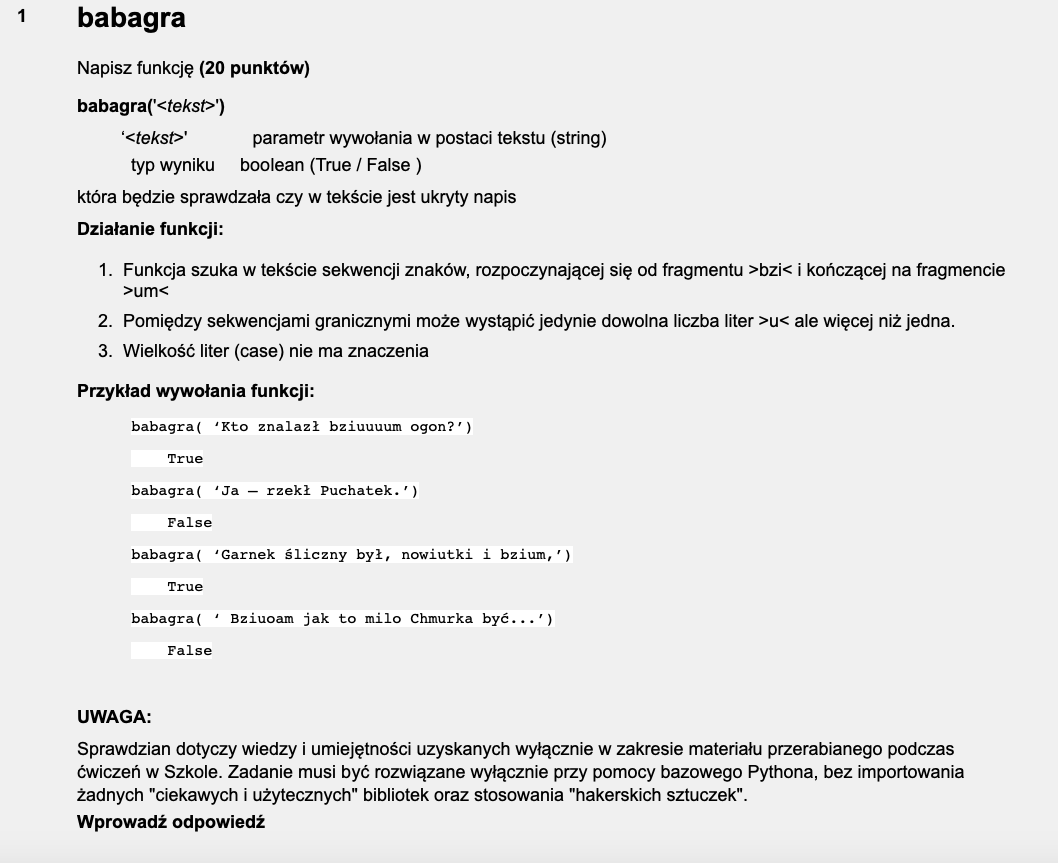 1 babagra
Napisz funkcję (20 punktów)
babagra('<tekst>')
‘<tekst>' parametr wywołania w postaci tekstu (string)
typ wyniku boolean (True / False )
która będzie sprawdzała czy w tekście jest ukryty napis
Działanie funkcji:
1. Funkcja szuka w tekście sekwencji znaków, rozpoczynającej się od fragmentu >bzi< i kończącej na fragmencie
>um<
2. Pomiędzy sekwencjami granicznymi może wystąpić jedynie dowolna liczba liter >u< ale więcej niż jedna.
3. Wielkość liter (case) nie ma znaczenia
Przykład wywołania funkcji:
babagra( ‘Kto znalazł bziuuuum ogon?’)
True
babagra( ‘Ja – rzekł Puchatek.’)
False
babagra( ‘Garnek śliczny był, nowiutki i bzium,’)
True
babagra( ‘ Bziuoam jak to milo Chmurka być...’)
False
UWAGA:
Sprawdzian dotyczy wiedzy i umiejętności uzyskanych wyłącznie w zakresie materiału przerabianego podczas
ćwiczeń w Szkole. Zadanie musi być rozwiązane wyłącznie przy pomocy bazowego Pythona, bez importowania
żadnych "ciekawych i użytecznych" bibliotek oraz stosowania "hakerskich sztuczek".
Wprowadź odpowiedź